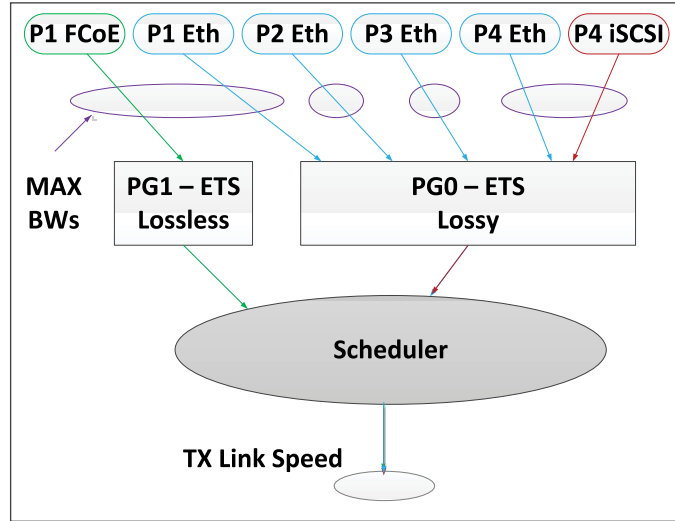 P1 FCoE
P1 Eth
P2 Eth
P3 Eth
P4 Eth
P4 iSCSI
MAX
BWs
PG1 – ETS
Lossless
PG0 – ETS
Lossy
Scheduler
TX Link Speed